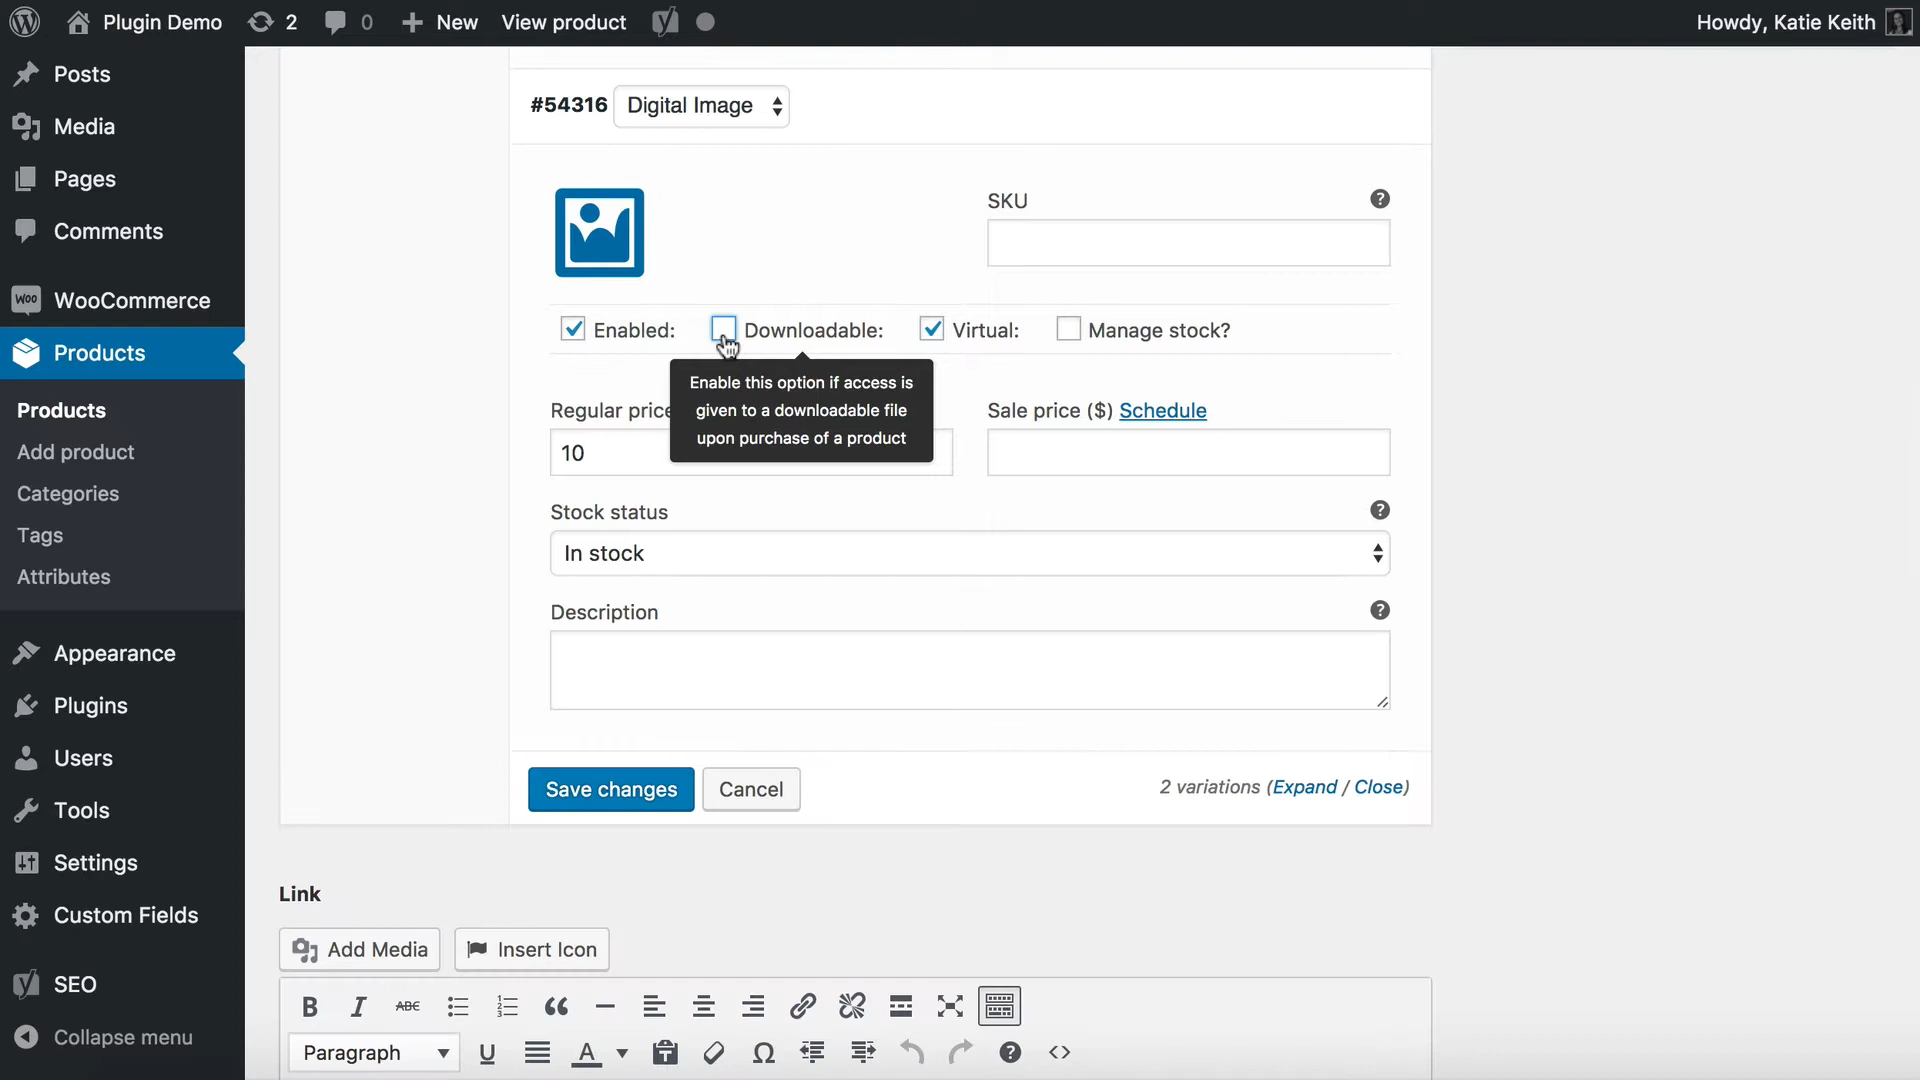 Plugin Demo 2 0 New View product Howdy, Katie Keith
Posts
Media
Pages
Comments
Woo WooCommerce
Products
Products
Add product
Categories
Tags
Attributes
Appearance
Plugins
Users
Tools
Settings
Custom Fields
SEO
Collapse menu
#54316 Digital Image
SKU
Enabled: Downloadable: Virtual: Manage stock?
Enable this option if access is
given to a downloadable file
upon purchase of a product
Regular price Sale price ($) Schedule
10
Stock status
In stock
Description
Save changes Cancel 2 variations (Expand / Close)
Link
Add Media Insert Icon
B I ABC
Paragraph U A Ω